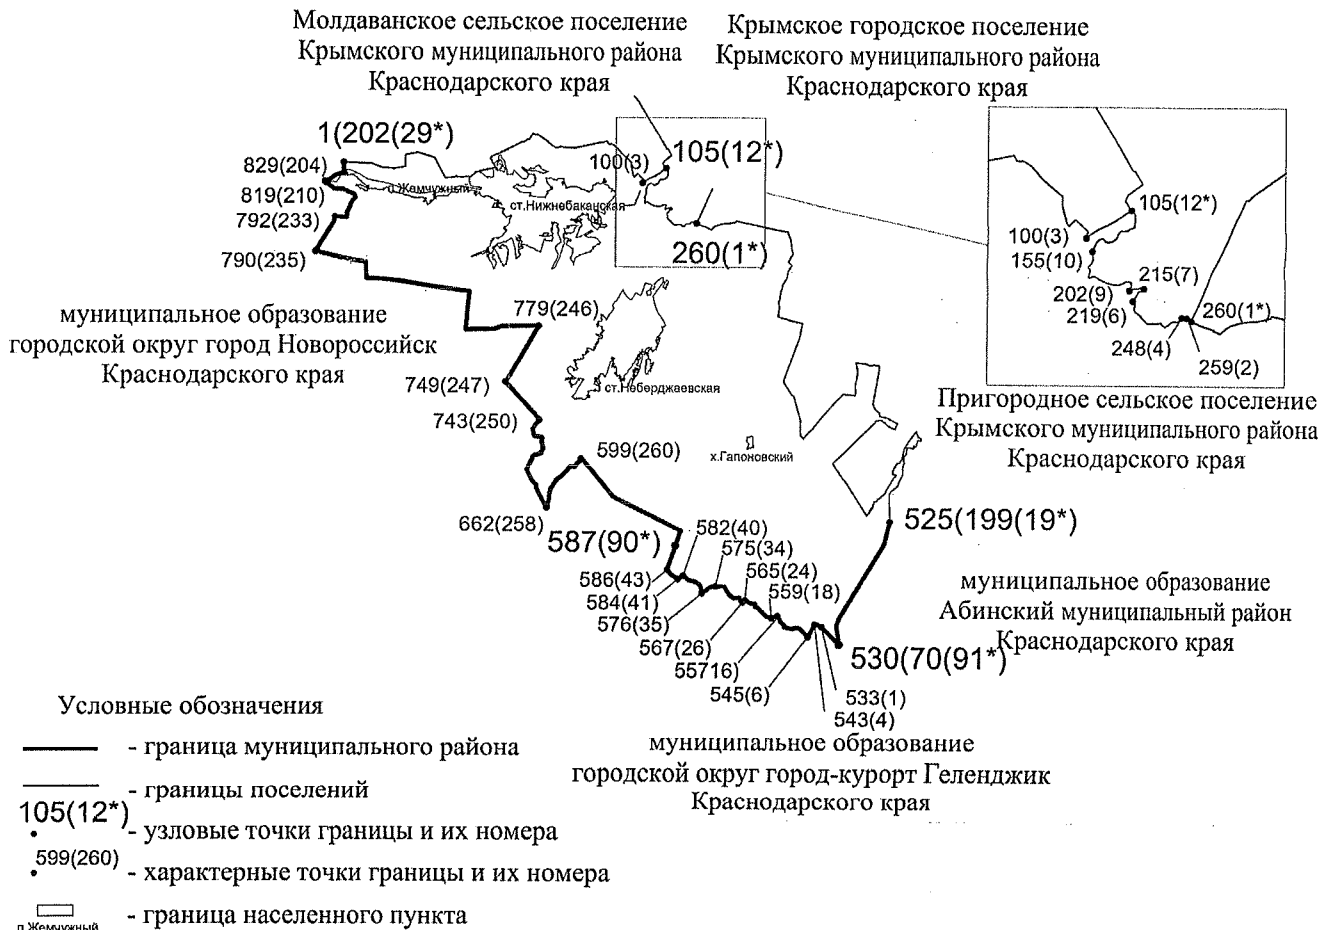 Молдаванское сельское поселение
Крымского муниципального района
Краснодарского края
Крымское городское поселение
Крымского муниципального района
Краснодарского края
1(202(29*)
829(204)
819(210)
792(233)
790(235)
п.Жемчужный
ст.Нижнебаканская
100(3)
105(12*)
260(1*)
105(12*)
100(3)
155(10)
215(7)
202(9)
219(6)
260(1*)
248(4)
259(2)
муниципальное образование
городской округ город Новороссийск
Краснодарского края
779(246)
749(247)
743(250)
ст.Неберджаевская
Пригородное сельское поселение
Крымского муниципального района
Краснодарского края
599(260)
х.Гапоновский
662(258)
587(90*)
525(199(19*)
582(40)
575(34)
565(24)
559(18)
586(43)
584(41)
576(35)
567(26)
55716)
545(6)
530(70(91*)
533(1)
543(4)
муниципальное образование
Абинский муниципальный район
Краснодарского края
муниципальное образование
городской округ город-курорт Геленджик
Краснодарского края
Условные обозначения
- граница муниципального района
- границы поселений
105(12*)
- узловые точки границы и их номера
599(260)
- характерные точки границы и их номера
- граница населенного пункта
п.Жемчужный